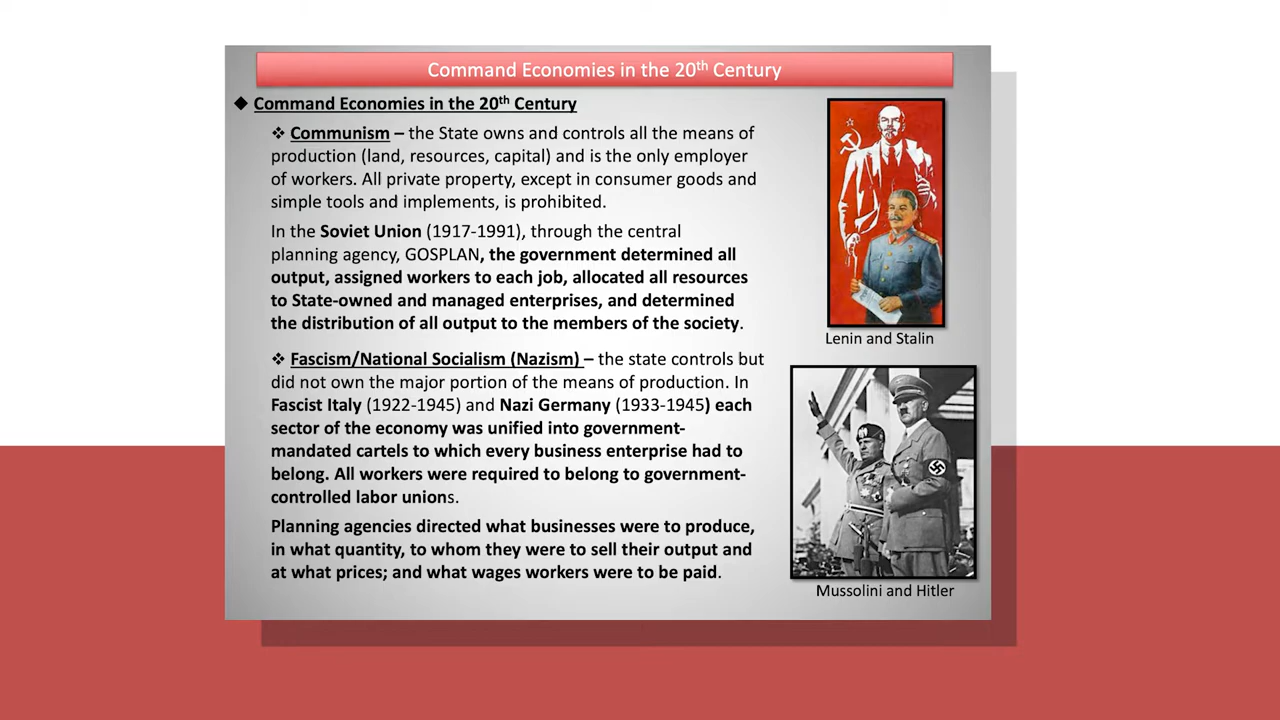 Command Economies in the 20th Century
◆ Command Economies in the 20th Century
❖ Communism – the State owns and controls all the means of
production (land, resources, capital) and is the only employer
of workers. All private property, except in consumer goods and
simple tools and implements, is prohibited.
In the Soviet Union (1917-1991), through the central
planning agency, GOSPLAN, the government determined all
output, assigned workers to each job, allocated all resources
to State-owned and managed enterprises, and determined
the distribution of all output to the members of the society.
❖ Fascism/National Socialism (Nazism) – the state controls but
did not own the major portion of the means of production. In
Fascist Italy (1922-1945) and Nazi Germany (1933-1945) each
sector of the economy was unified into government-
mandated cartels to which every business enterprise had to
belong. All workers were required to belong to government-
controlled labor unions.
Planning agencies directed what businesses were to produce,
in what quantity, to whom they were to sell their output and
at what prices; and what wages workers were to be paid.
Lenin and Stalin
Mussolini and Hitler